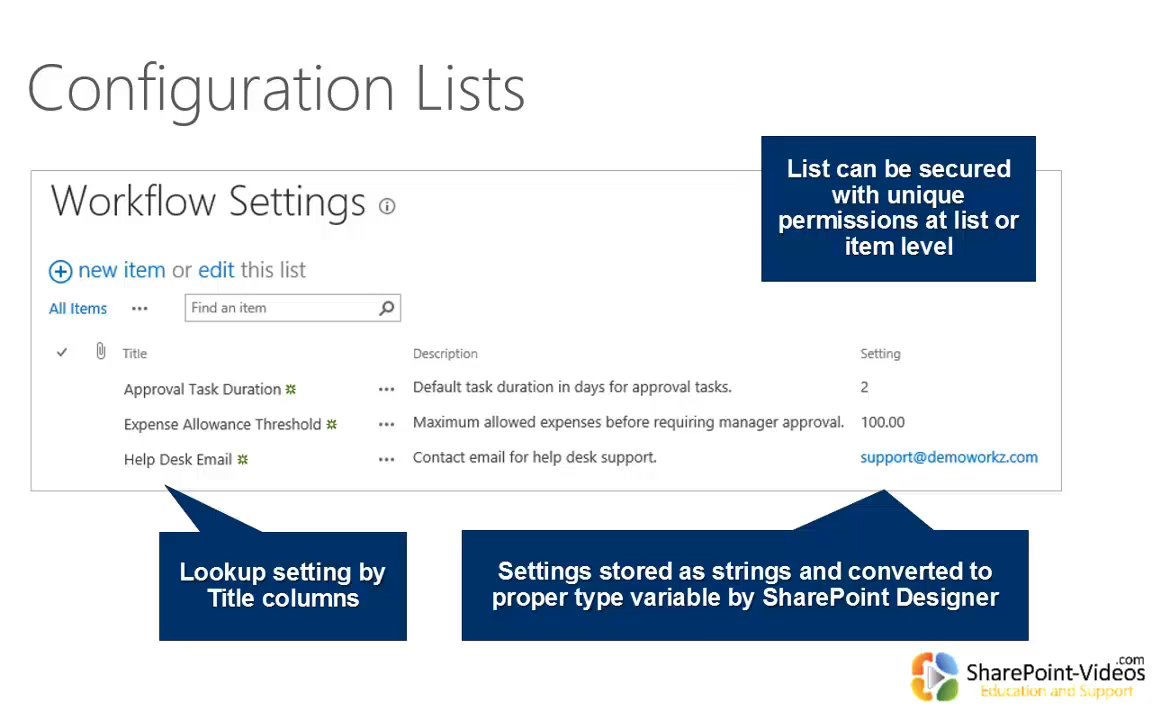 Configuration Lists
List can be secured
with unique
permissions at list or
item level
Workflow Settings
new item or edit this list
All Items ... Find an item
Title Description Setting
Approval Task Duration ... Default task duration in days for approval tasks. 2
Expense Allowance Threshold ... Maximum allowed expenses before requiring manager approval. 100.00
Help Desk Email ... Contact email for help desk support. support@demoworkz.com
Lookup setting by
Title columns
Settings stored as strings and converted to
proper type variable by SharePoint Designer
SharePoint-Videos.com
Education and Support